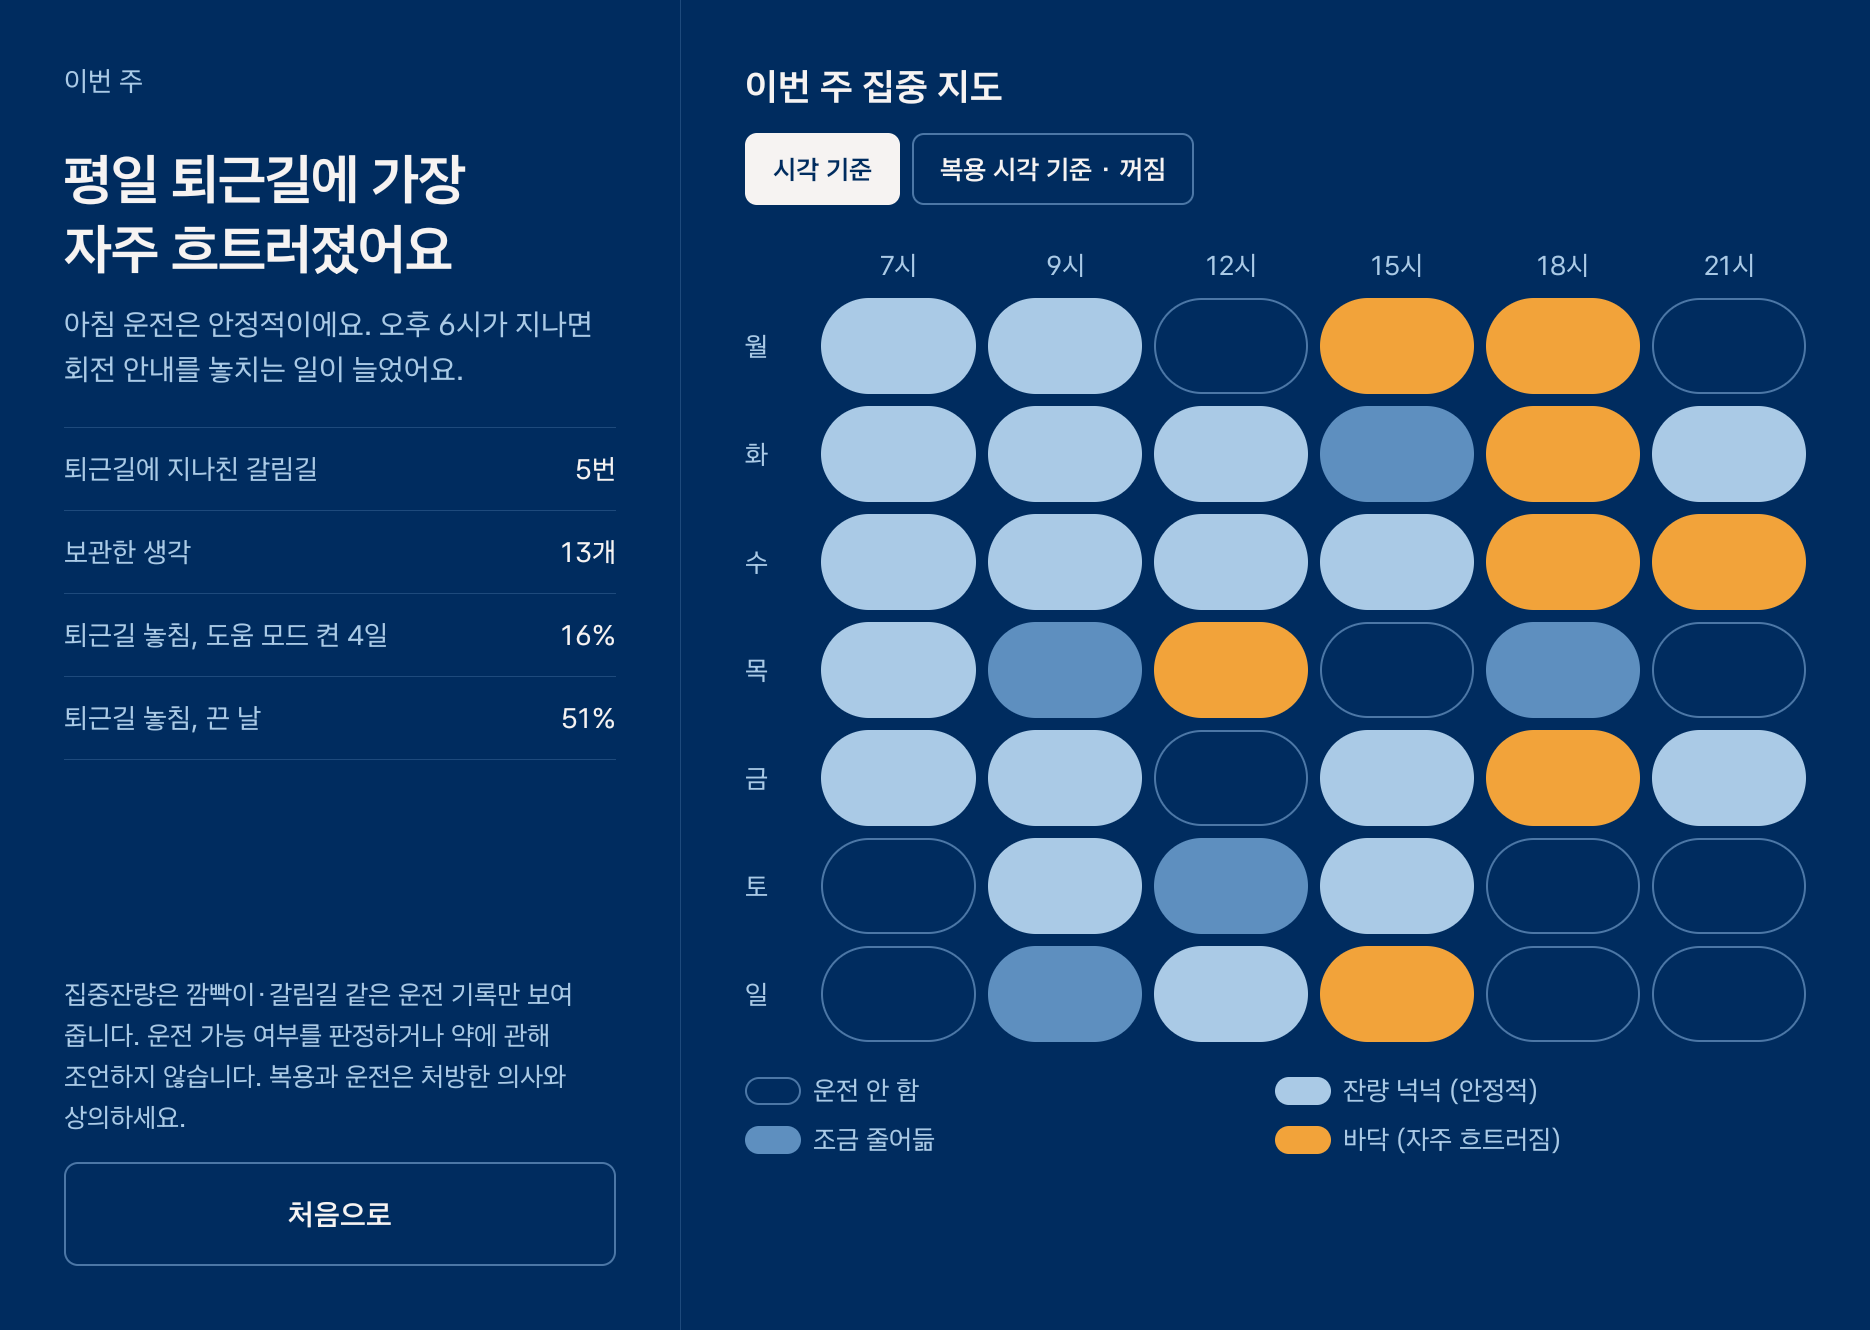 이번 주
평일 퇴근길에 가장
자주 흐트러졌어요
아침 운전은 안정적이에요. 오후 6시가 지나면
회전 안내를 놓치는 일이 늘었어요.
퇴근길에 지나친 갈림길 5번
보관한 생각 13개
퇴근길 놓침, 도움 모드 켠 4일 16%
퇴근길 놓침, 끈 날 51%
집중잔량은 깜빡이·갈림길 같은 운전 기록만 보여
줍니다. 운전 가능 여부를 판정하거나 약에 관해
조언하지 않습니다. 복용과 운전은 처방한 의사와
상의하세요.
처음으로
이번 주 집중 지도
시각 기준 복용 시각 기준 · 꺼짐
7시 9시 12시 15시 18시 21시
월
화
수
목
금
토
일
운전 안 함 잔량 넉넉 (안정적)
조금 줄어듦 바닥 (자주 흐트러짐)